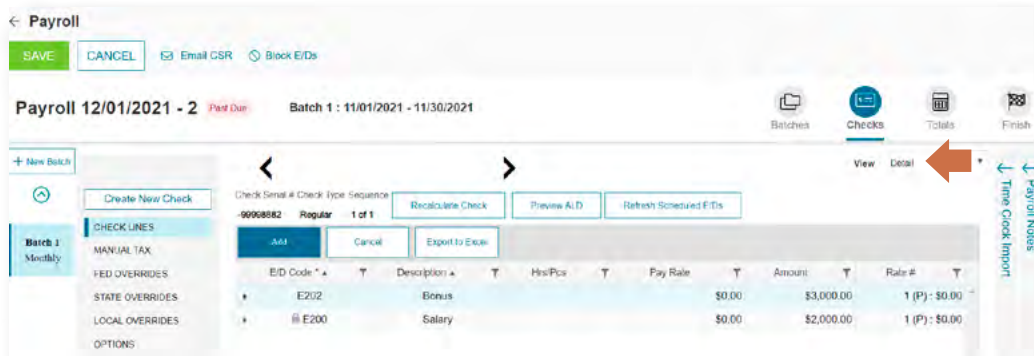 ← Payroll
SAVE CANCEL Email CSR Block E/Ds
Payroll 12/01/2021 - 2 Past Due Batch 1 : 11/01/2021 - 11/30/2021
Batches Checks Totals Finish
+ New Batch
View Detail
Create New Check
Check Serial # Check Type Sequence
-99998882 Regular 1 of 1
Recalculate Check Preview ALD Refresh Scheduled E/Ds
Batch 1
Monthly
CHECK LINES
MANUAL TAX
FED OVERRIDES
STATE OVERRIDES
LOCAL OVERRIDES
OPTIONS
Add Cancel Export to Excel
E/D Code * Description Hrs/Pcs Pay Rate Amount Rate #
E202 Bonus $0.00 $3,000.00 1 (P) : $0.00
E200 Salary $0.00 $2,000.00 1 (P) : $0.00
← Time Clock Import
← Payroll Notes